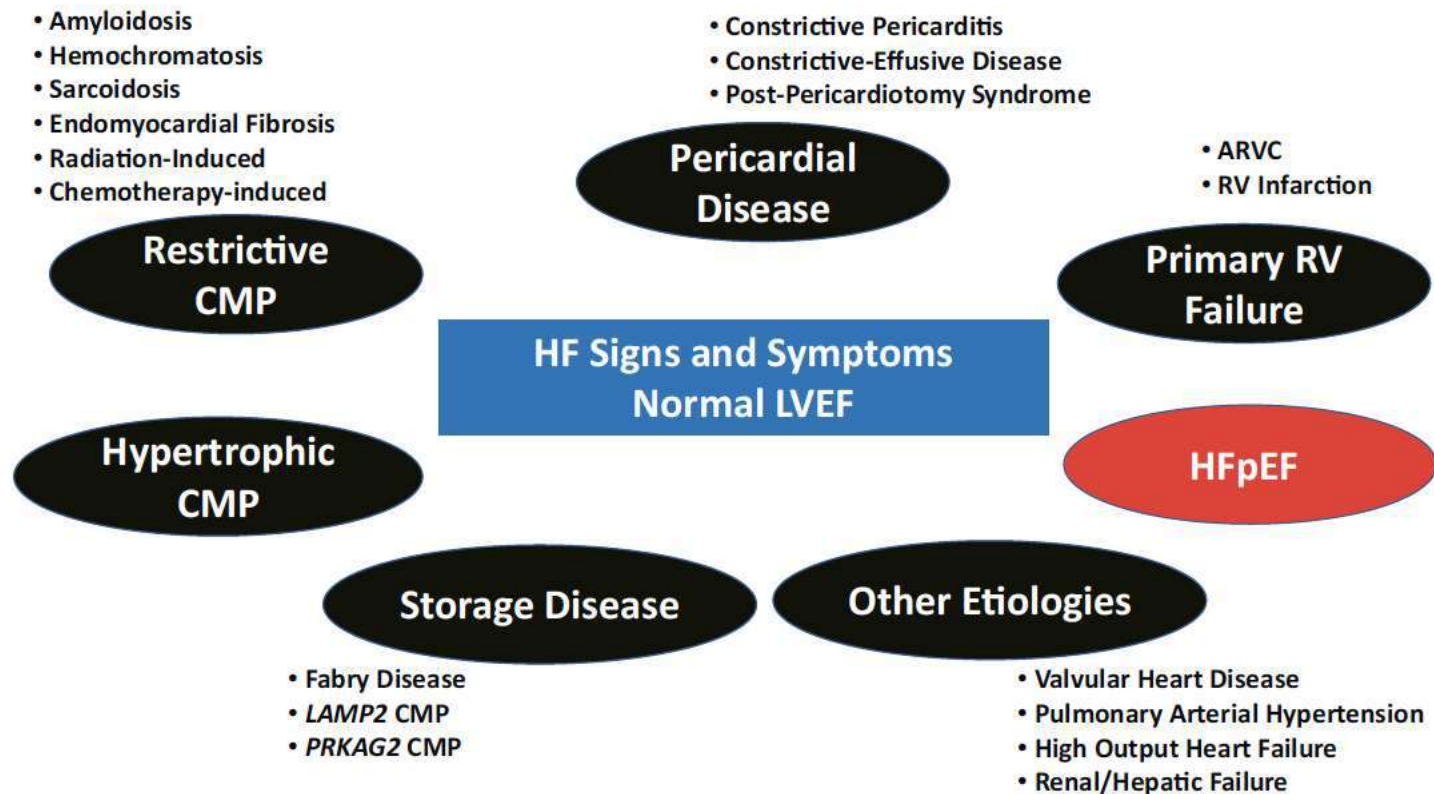 • Amyloidosis
• Hemochromatosis
• Sarcoidosis
• Endomyocardial Fibrosis
• Radiation-Induced
• Chemotherapy-induced
Restrictive
CMP
• Constrictive Pericarditis
• Constrictive-Effusive Disease
• Post-Pericardiotomy Syndrome
Pericardial
Disease
• ARVC
• RV Infarction
Primary RV
Failure
HF Signs and Symptoms
Normal LVEF
Hypertrophic
CMP
HFpEF
Storage Disease
• Fabry Disease
• LAMP2 CMP
• PRKAG2 CMP
Other Etiologies
• Valvular Heart Disease
• Pulmonary Arterial Hypertension
• High Output Heart Failure
• Renal/Hepatic Failure